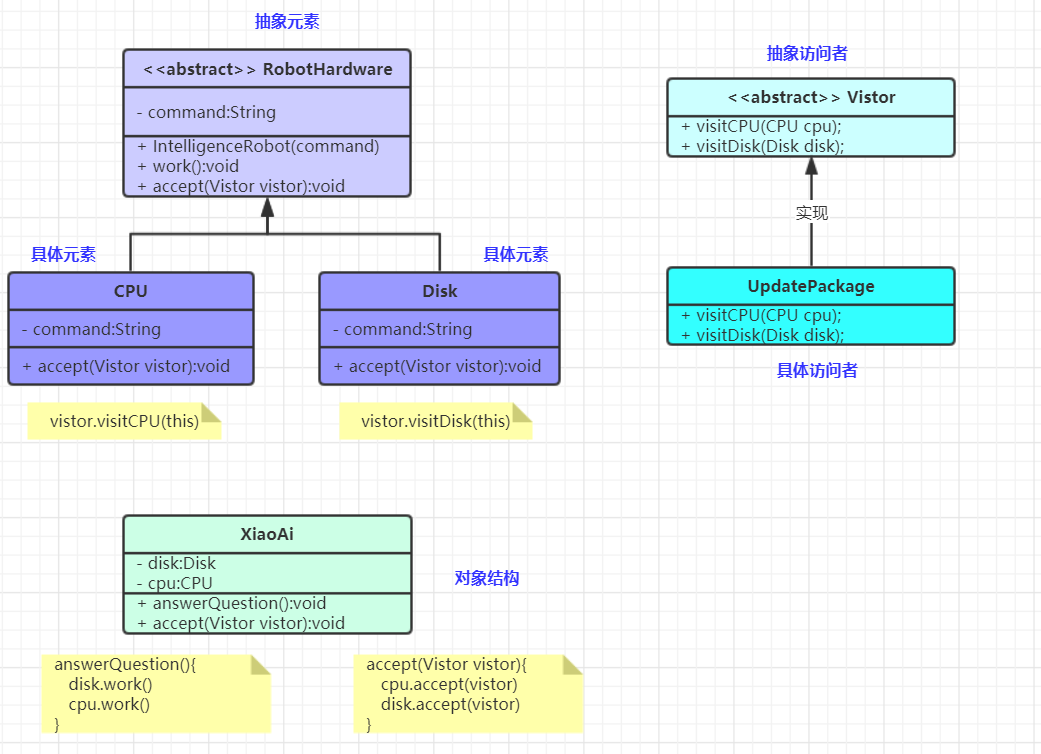 抽象元素
<<abstract>> RobotHardware
- command:String
+ IntelligenceRobot(command)
+ work():void
+ accept(Vistor vistor):void
抽象访问者
<<abstract>> Vistor
+ visitCPU(CPU cpu);
+ visitDisk(Disk disk);
实现
具体元素
CPU
- command:String
+ accept(Vistor vistor):void
vistor.visitCPU(this)
具体元素
Disk
- command:String
+ accept(Vistor vistor):void
vistor.visitDisk(this)
UpdatePackage
+ visitCPU(CPU cpu);
+ visitDisk(Disk disk);
具体访问者
XiaoAi
- disk:Disk
- cpu:CPU
+ answerQuestion():void
+ accept(Vistor vistor):void
对象结构
answerQuestion(){
disk.work()
cpu.work()
}
accept(Vistor vistor){
cpu.accept(vistor)
disk.accept(vistor)
}